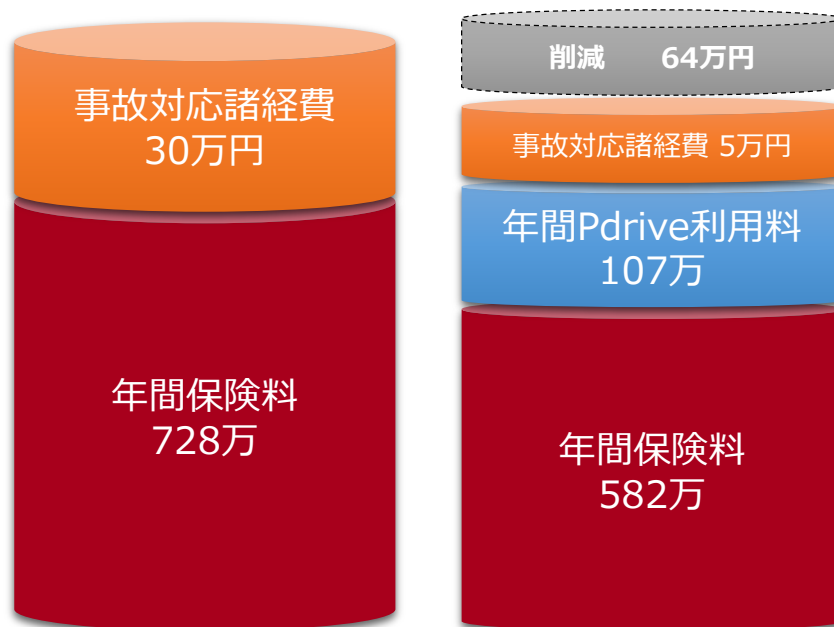 事故対応諸経費
30万円
年間保険料
728万
削減 64万円
事故対応諸経費 5万円
年間Pdrive利用料
107万
年間保険料
582万